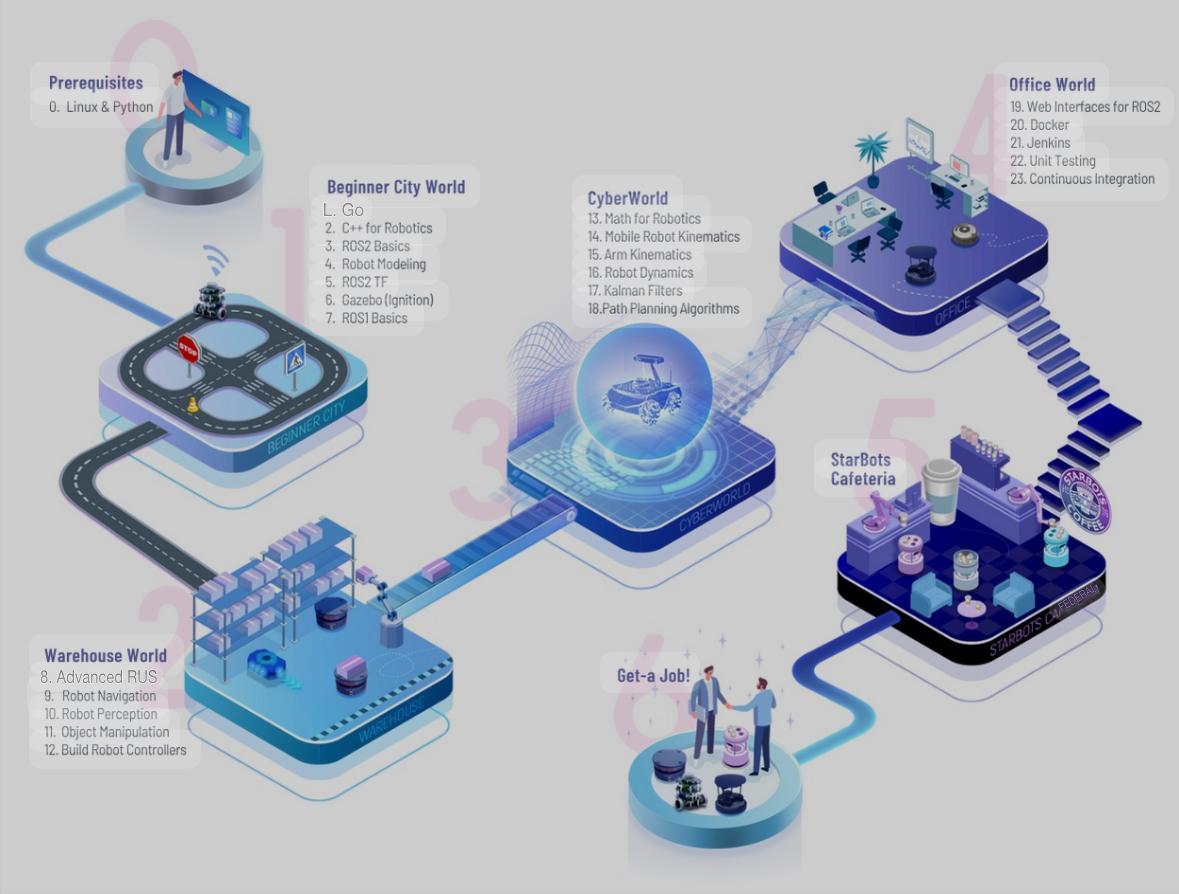 0
Prerequisites
0. Linux & Python
1
Beginner City World
L. Go
2. C++ for Robotics
3. ROS2 Basics
4. Robot Modeling
5. ROS2 TF
6. Gazebo (Ignition)
7. ROS1 Basics
STOP
BEGINNER CITY
2
Warehouse World
8. Advanced RUS
9. Robot Navigation
10. Robot Perception
11. Object Manipulation
12. Build Robot Controllers
WAREHOUSE
3
CyberWorld
13. Math for Robotics
14. Mobile Robot Kinematics
15. Arm Kinematics
16. Robot Dynamics
17. Kalman Filters
18.Path Planning Algorithms
CYBERWORLD
4
Office World
19. Web Interfaces for ROS2
20. Docker
21. Jenkins
22. Unit Testing
23. Continuous Integration
OFFICE
5
StarBots
Cafeteria
STARBOTS
COFFEE
STARBOTS CAFEDERAL
6
Get-a Job!